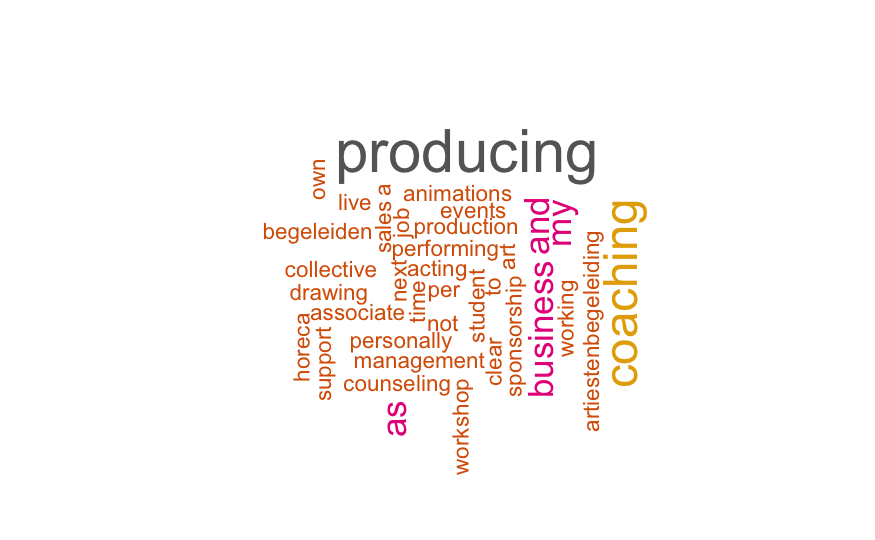 producing
own
live
a
sales
animations
events
job
production
begeleiden
performing
art
and
my
coaching
collective
next
acting
to
drawing
per
time
student
associate
not
sponsorship
business
working
artiestenbegeleiding
horeca
support
personally
management
clear
counseling
as
workshop